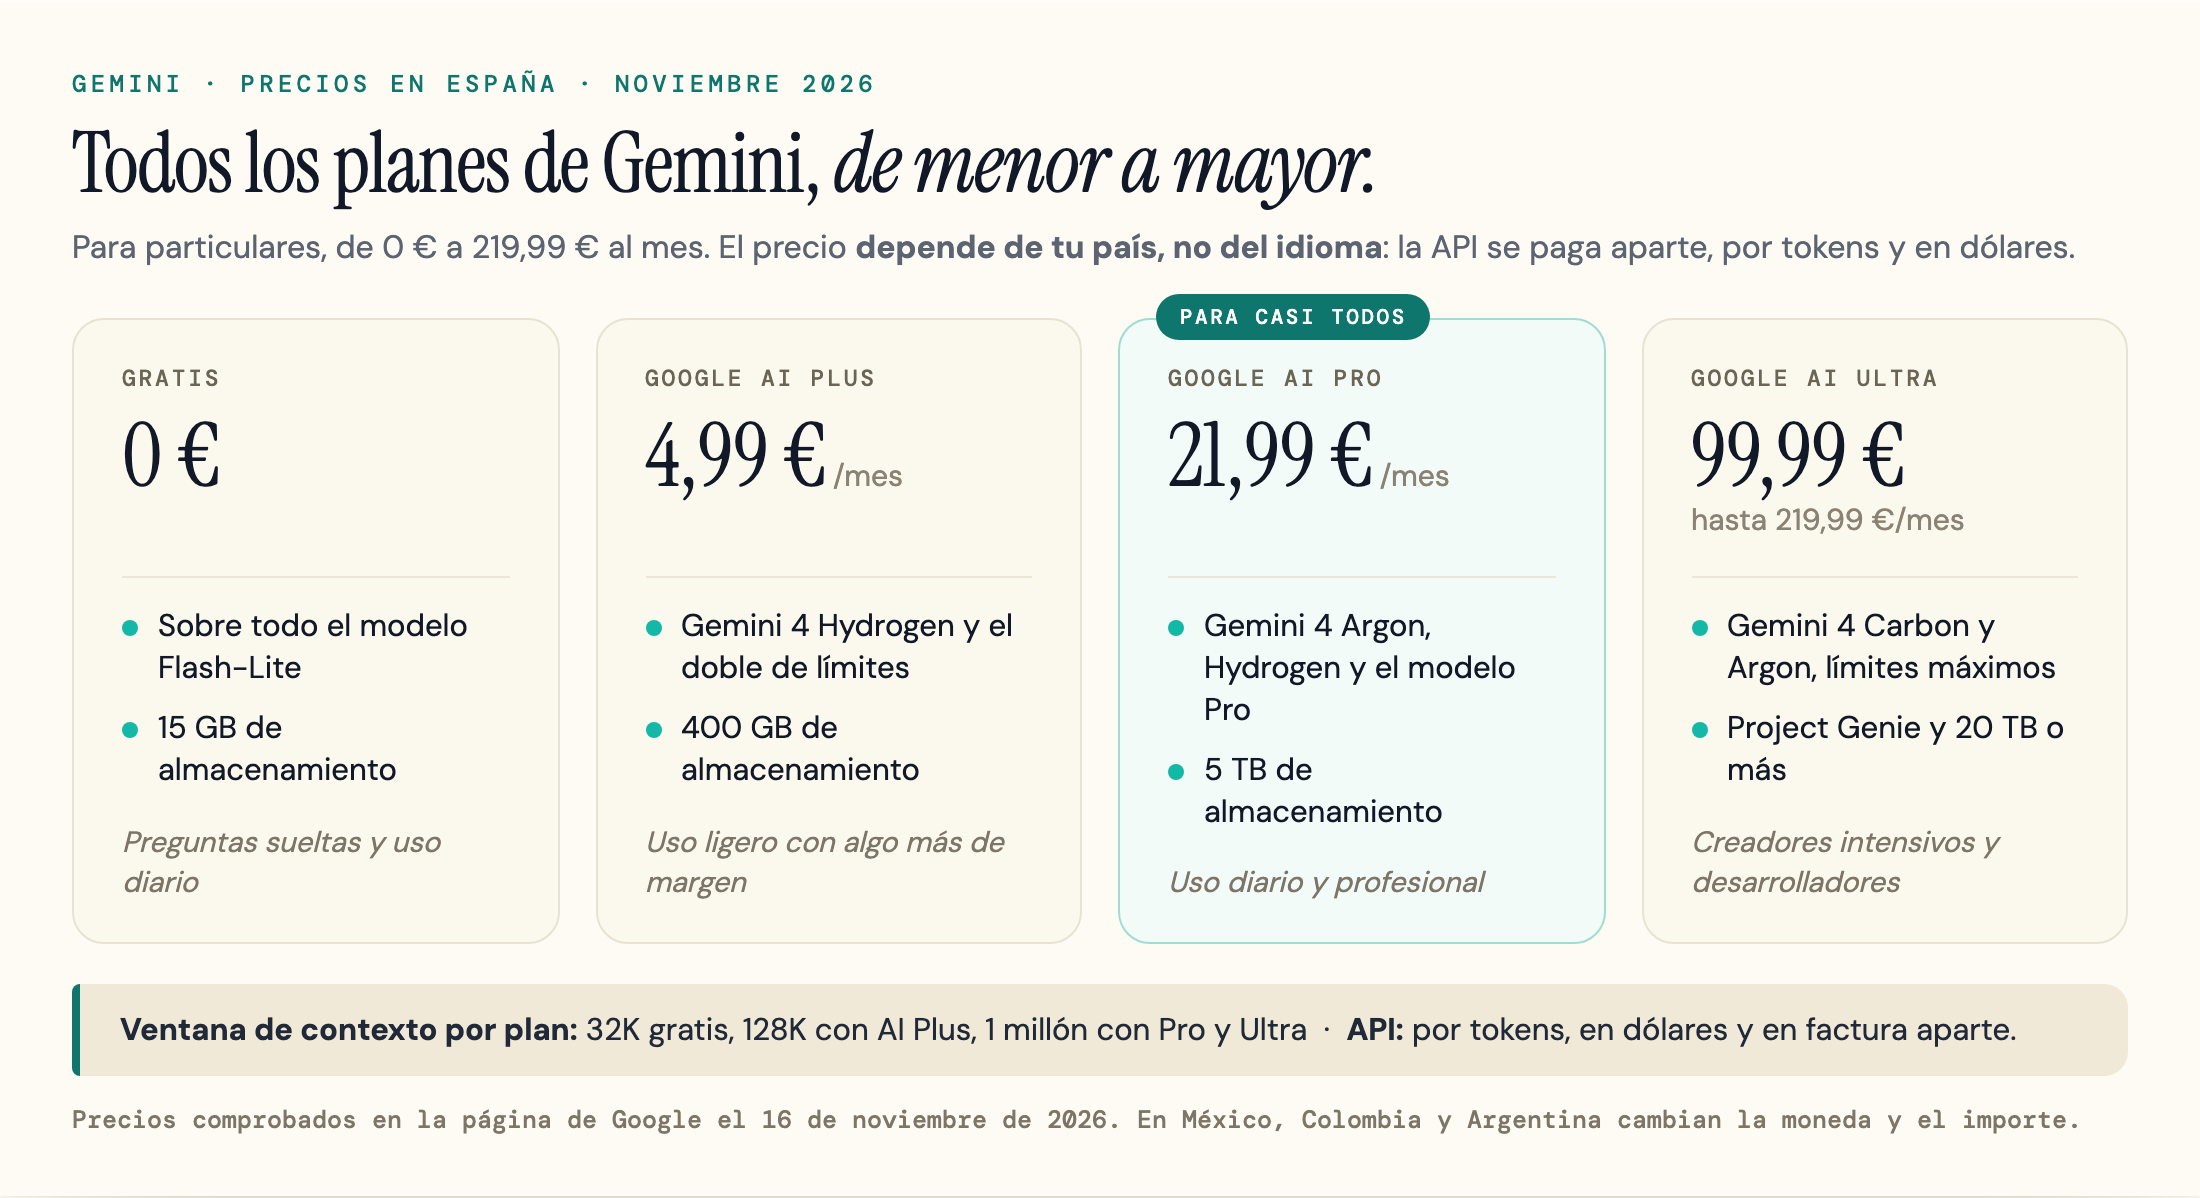 GEMINI · PRECIOS EN ESPAÑA · NOVIEMBRE 2026
Todos los planes de Gemini, de menor a mayor.
Para particulares, de 0 € a 219,99 € al mes. El precio depende de tu país, no del idioma: la API se paga aparte, por tokens y en dólares.
GRATIS
0 €
Sobre todo el modelo
Flash-Lite
15 GB de
almacenamiento
Preguntas sueltas y uso
diario
GOOGLE AI PLUS
4,99 € /mes
Gemini 4 Hydrogen y el
doble de límites
400 GB de
almacenamiento
Uso ligero con algo más de
margen
PARA CASI TODOS
GOOGLE AI PRO
21,99 € /mes
Gemini 4 Argon,
Hydrogen y el modelo
Pro
5 TB de
almacenamiento
Uso diario y profesional
GOOGLE AI ULTRA
99,99 €
hasta 219,99 €/mes
Gemini 4 Carbon y
Argon, límites máximos
Project Genie y 20 TB o
más
Creadores intensivos y
desarrolladores
Ventana de contexto por plan: 32K gratis, 128K con AI Plus, 1 millón con Pro y Ultra · API: por tokens, en dólares y en factura aparte.
Precios comprobados en la página de Google el 16 de noviembre de 2026. En México, Colombia y Argentina cambian la moneda y el importe.